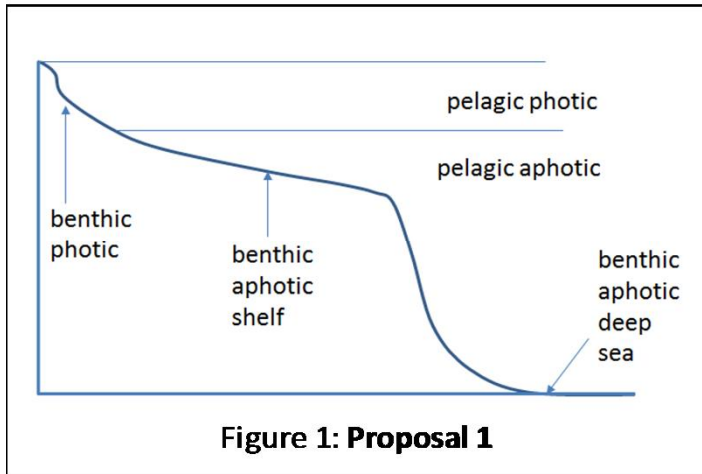 pelagic photic
pelagic aphotic
benthic
photic
benthic
aphotic
shelf
benthic
aphotic
deep
sea
Figure 1: Proposal 1